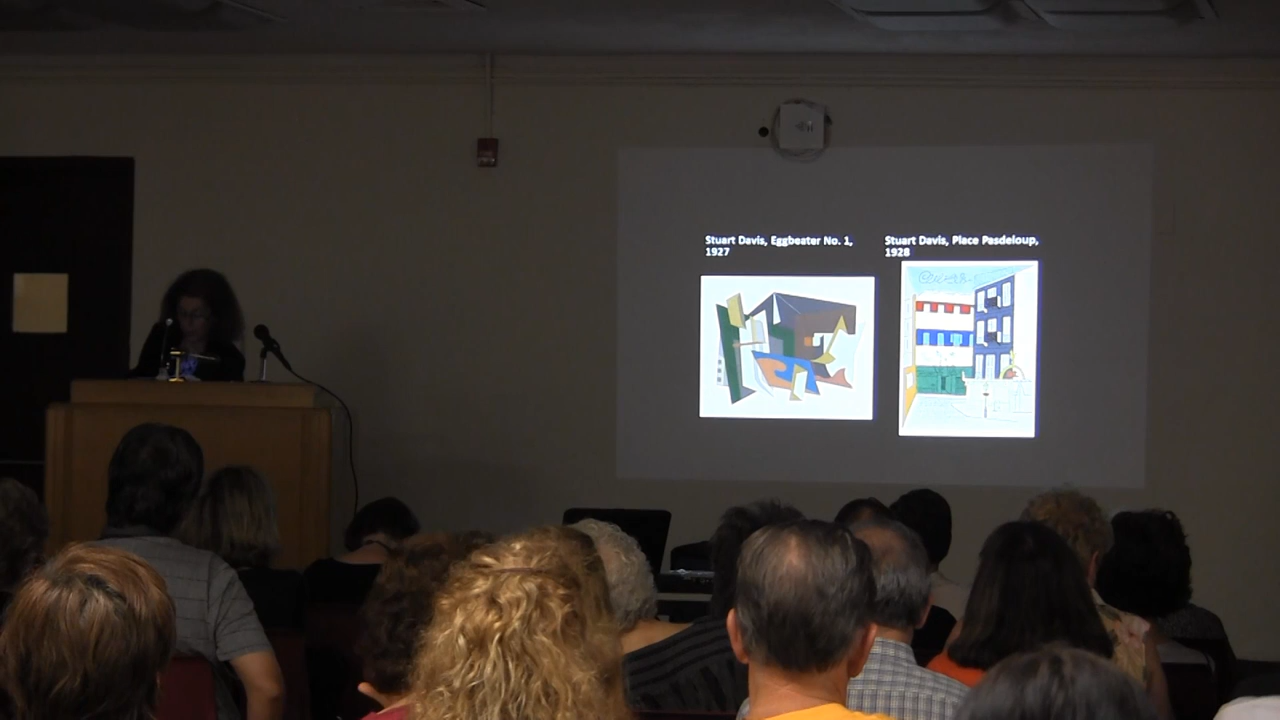 Stuart Davis, Eggbeater No. 1,
1927
Stuart Davis, Place Pasdeloup,
1928